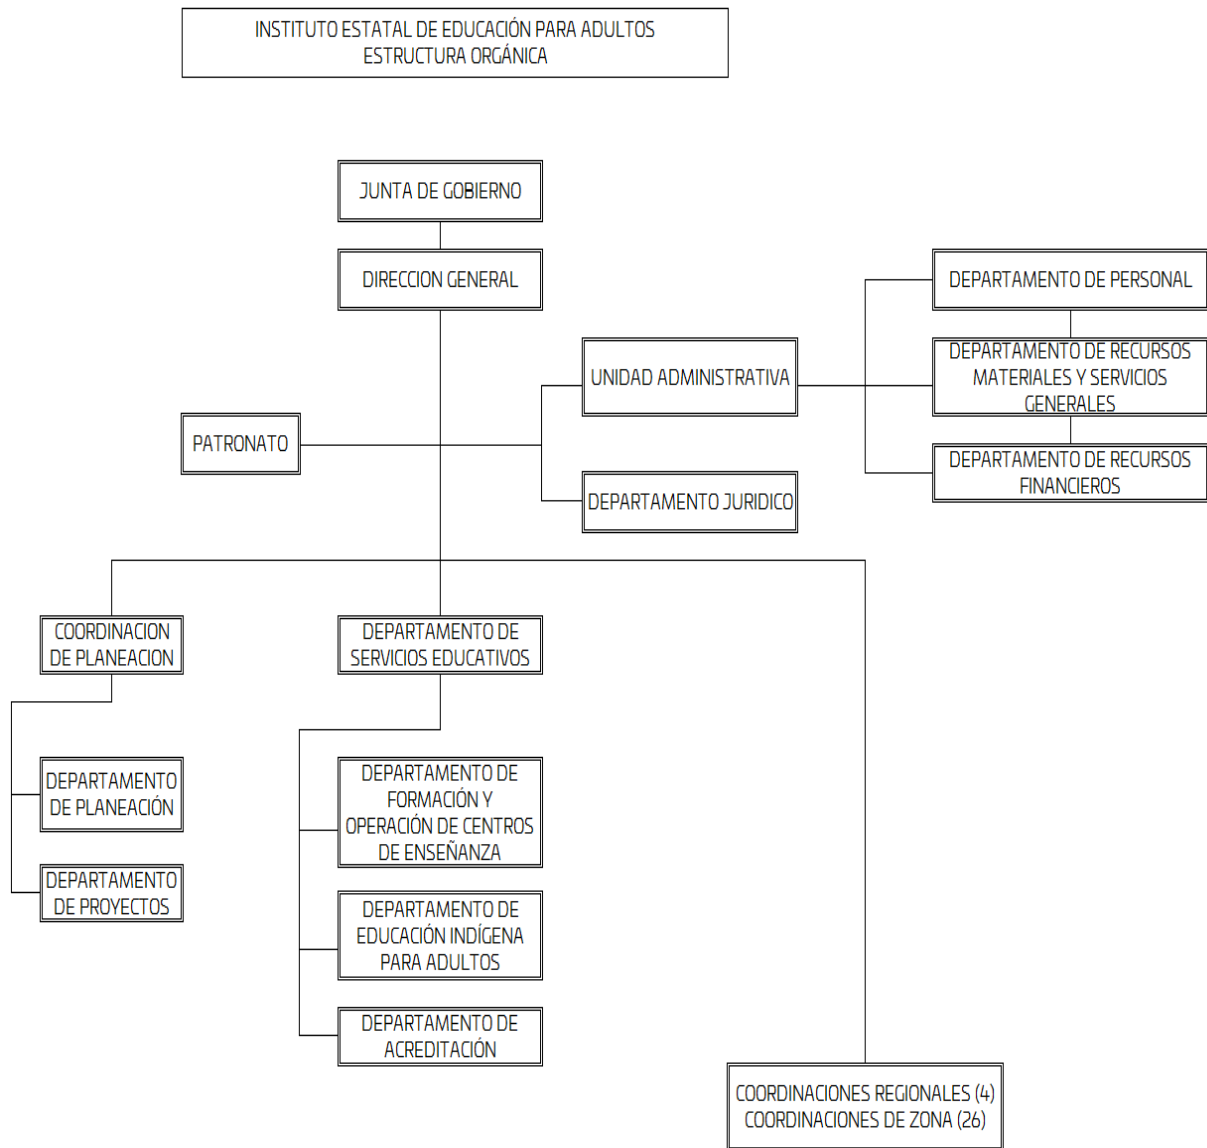 INSTITUTO ESTATAL DE EDUCACIÓN PARA ADULTOS
ESTRUCTURA ORGÁNICA
JUNTA DE GOBIERNO
DIRECCION GENERAL
DEPARTAMENTO DE PERSONAL
UNIDAD ADMINISTRATIVA
DEPARTAMENTO DE RECURSOS
MATERIALES Y SERVICIOS
GENERALES
PATRONATO
DEPARTAMENTO DE RECURSOS
FINANCIEROS
DEPARTAMENTO JURIDICO
COORDINACION
DE PLANEACION
DEPARTAMENTO DE
SERVICIOS EDUCATIVOS
DEPARTAMENTO
DE PLANEACIÓN
DEPARTAMENTO DE
FORMACIÓN Y
OPERACIÓN DE CENTROS
DE ENSEÑANZA
DEPARTAMENTO
DE PROYECTOS
DEPARTAMENTO DE
EDUCACIÓN INDÍGENA
PARA ADULTOS
DEPARTAMENTO DE
ACREDITACIÓN
COORDINACIONES REGIONALES (4)
COORDINACIONES DE ZONA (26)